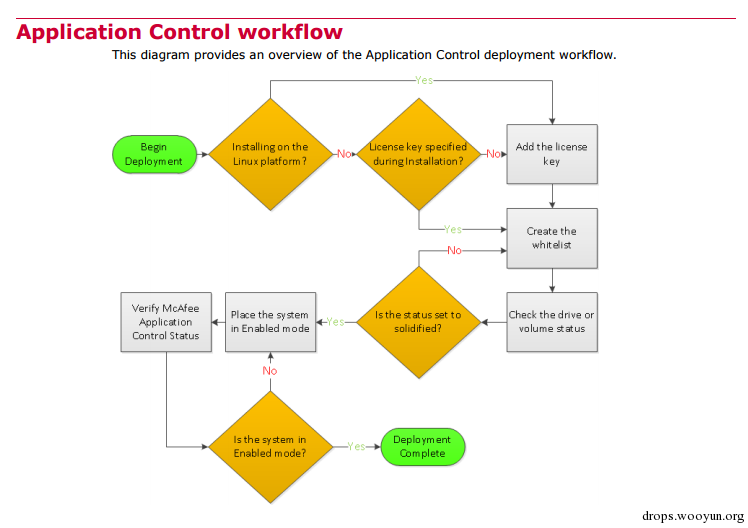 Application Control workflow
This diagram provides an overview of the Application Control deployment workflow.
Yes
Begin
Deployment
Installing on the
Linux platform?
No
License key specified
during Installation?
No
Add the license
key
Yes
Create the
whitelist
No
Verify McAfee
Application
Control Status
Place the system
in Enabled mode
Yes
Is the status set to
solidified?
Check the drive or
volume status
No
Is the system in
Enabled mode?
Yes
Deployment
Complete
drops.wooyun.org